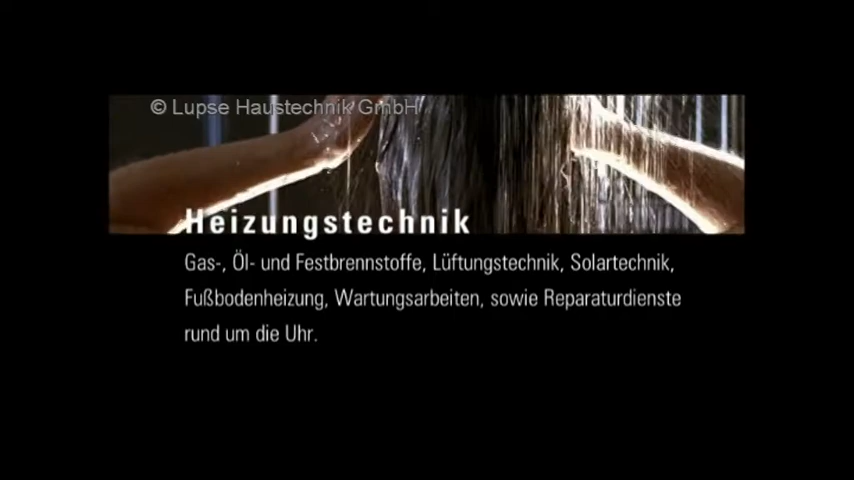 © Lupse Haustechnik GmbH
Heizungstechnik
Gas-, Öl- und Festbrennstoffe, Lüftungstechnik, Solartechnik,
Fußbodenheizung, Wartungsarbeiten, sowie Reparaturdienste
rund um die Uhr.